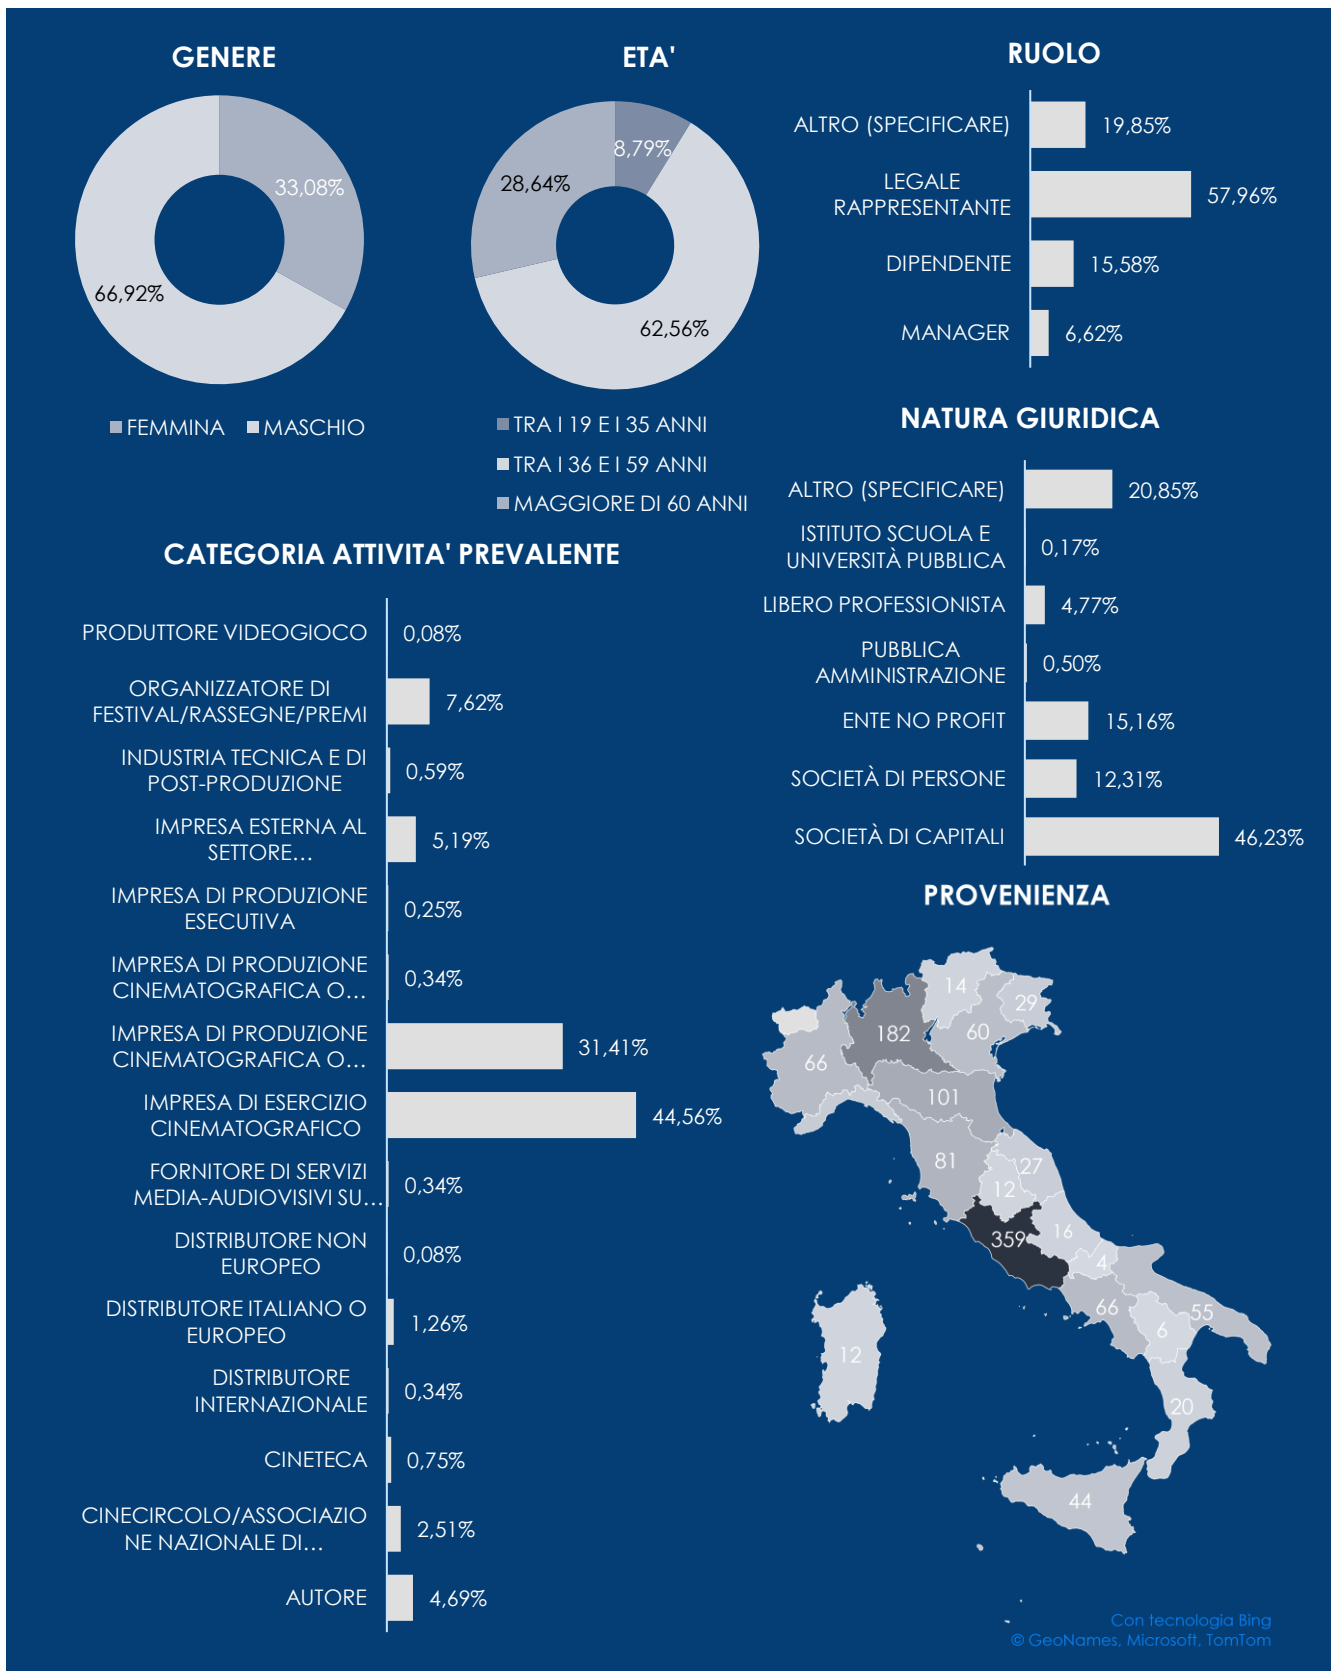 GENERE
33,08%
66,92%
FEMMINA MASCHIO
ETA'
8,79%
28,64%
62,56%
TRA I 19 E I 35 ANNI
TRA I 36 E I 59 ANNI
MAGGIORE DI 60 ANNI
RUOLO
ALTRO (SPECIFICARE) 19,85%
LEGALE
RAPPRESENTANTE 57,96%
DIPENDENTE 15,58%
MANAGER 6,62%
NATURA GIURIDICA
ALTRO (SPECIFICARE) 20,85%
ISTITUTO SCUOLA E
UNIVERSITÀ PUBBLICA 0,17%
LIBERO PROFESSIONISTA 4,77%
PUBBLICA
AMMINISTRAZIONE 0,50%
ENTE NO PROFIT 15,16%
SOCIETÀ DI PERSONE 12,31%
SOCIETÀ DI CAPITALI 46,23%
CATEGORIA ATTIVITA' PREVALENTE
PRODUTTORE VIDEOGIOCO 0,08%
ORGANIZZATORE DI
FESTIVAL/RASSEGNE/PREMI 7,62%
INDUSTRIA TECNICA E DI
POST-PRODUZIONE 0,59%
IMPRESA ESTERNA AL
SETTORE… 5,19%
IMPRESA DI PRODUZIONE
ESECUTIVA 0,25%
IMPRESA DI PRODUZIONE
CINEMATOGRAFICA O… 0,34%
IMPRESA DI PRODUZIONE
CINEMATOGRAFICA O… 31,41%
IMPRESA DI ESERCIZIO
CINEMATOGRAFICO 44,56%
FORNITORE DI SERVIZI
MEDIA-AUDIOVISIVI SU… 0,34%
DISTRIBUTORE NON
EUROPEO 0,08%
DISTRIBUTORE ITALIANO O
EUROPEO 1,26%
DISTRIBUTORE
INTERNAZIONALE 0,34%
CINETECA 0,75%
CINECIRCOLO/ASSOCIAZIO
NE NAZIONALE DI… 2,51%
AUTORE 4,69%
PROVENIENZA
14
29
182
60
66
101
81
27
12
359
16
4
66
55
6
12
20
44
Con tecnologia Bing
© GeoNames, Microsoft, TomTom